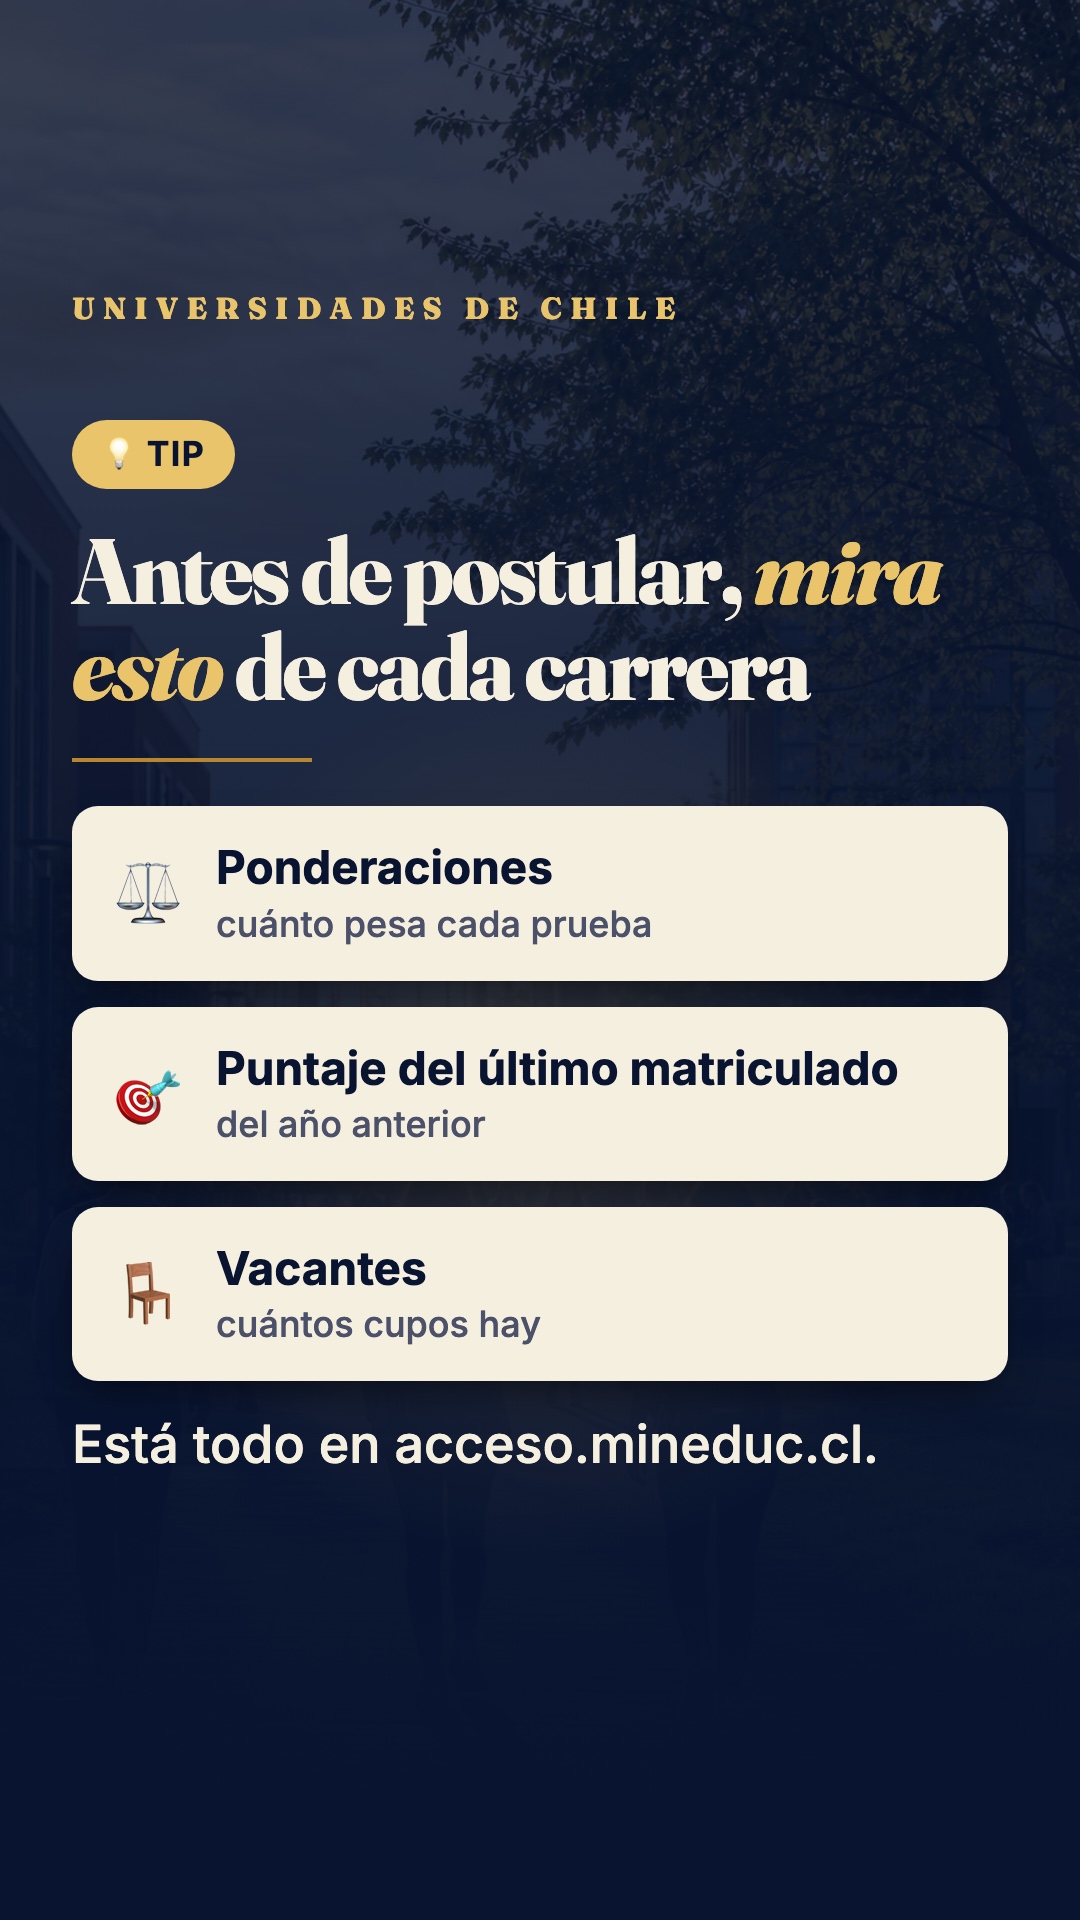 UNIVERSIDADES DE CHILE
💡 TIP
Antes de postular, mira
esto de cada carrera
Ponderaciones
cuánto pesa cada prueba
Puntaje del último matriculado
del año anterior
Vacantes
cuántos cupos hay
Está todo en acceso.mineduc.cl.